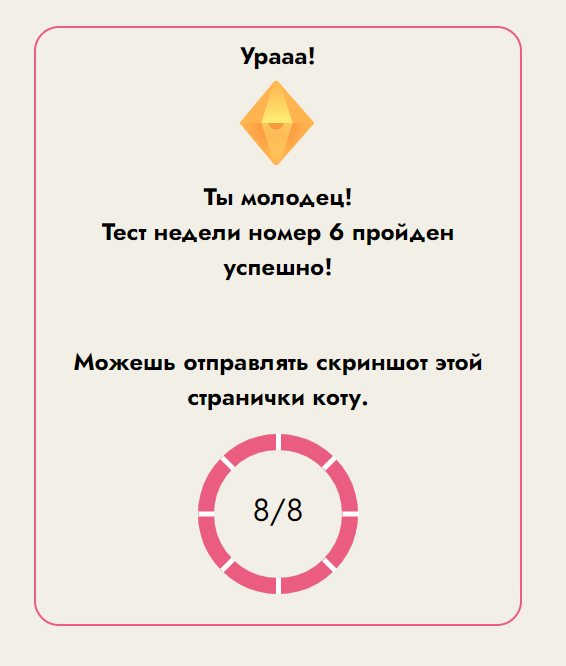 Урааа!
Ты молодец!
Тест недели номер 6 пройден
успешно!
Можешь отправлять скриншот этой
странички коту.
8/8